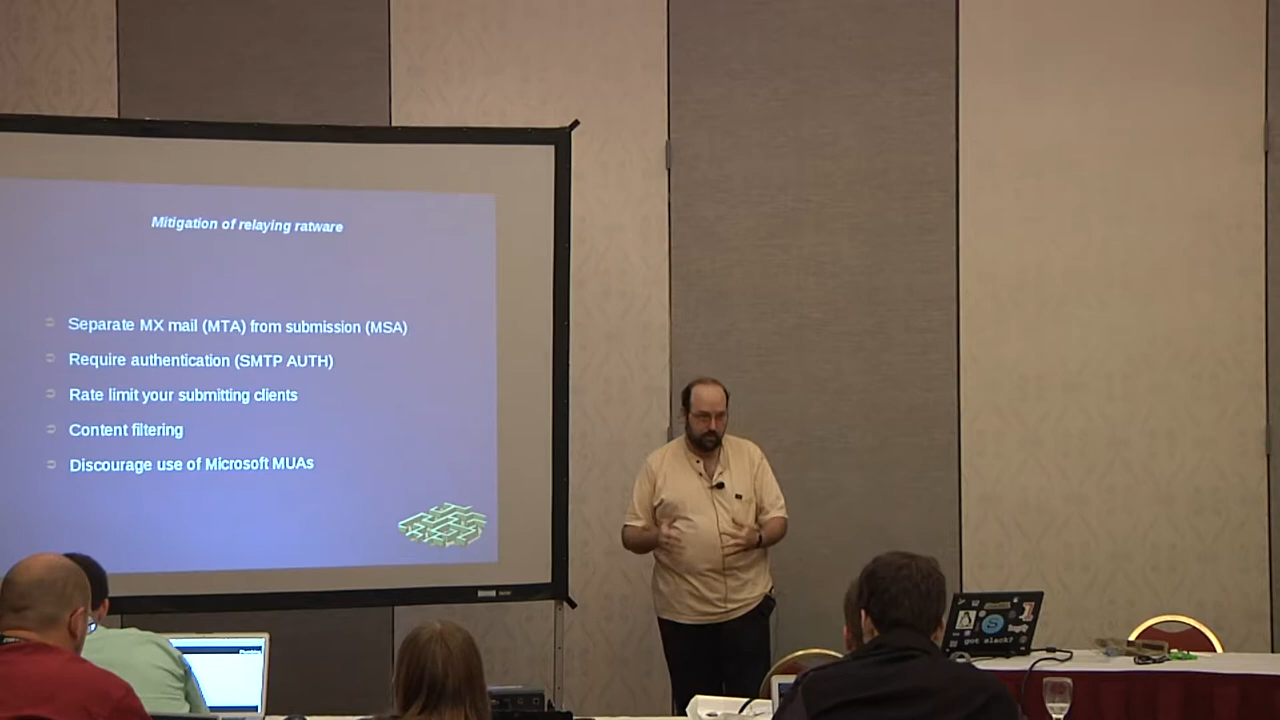 Mitigation of relaying ratware
Separate MX mail (MTA) from submission (MSA)
Require authentication (SMTP AUTH)
Rate limit your submitting clients
Content filtering
Discourage use of Microsoft MUAs
got slack?